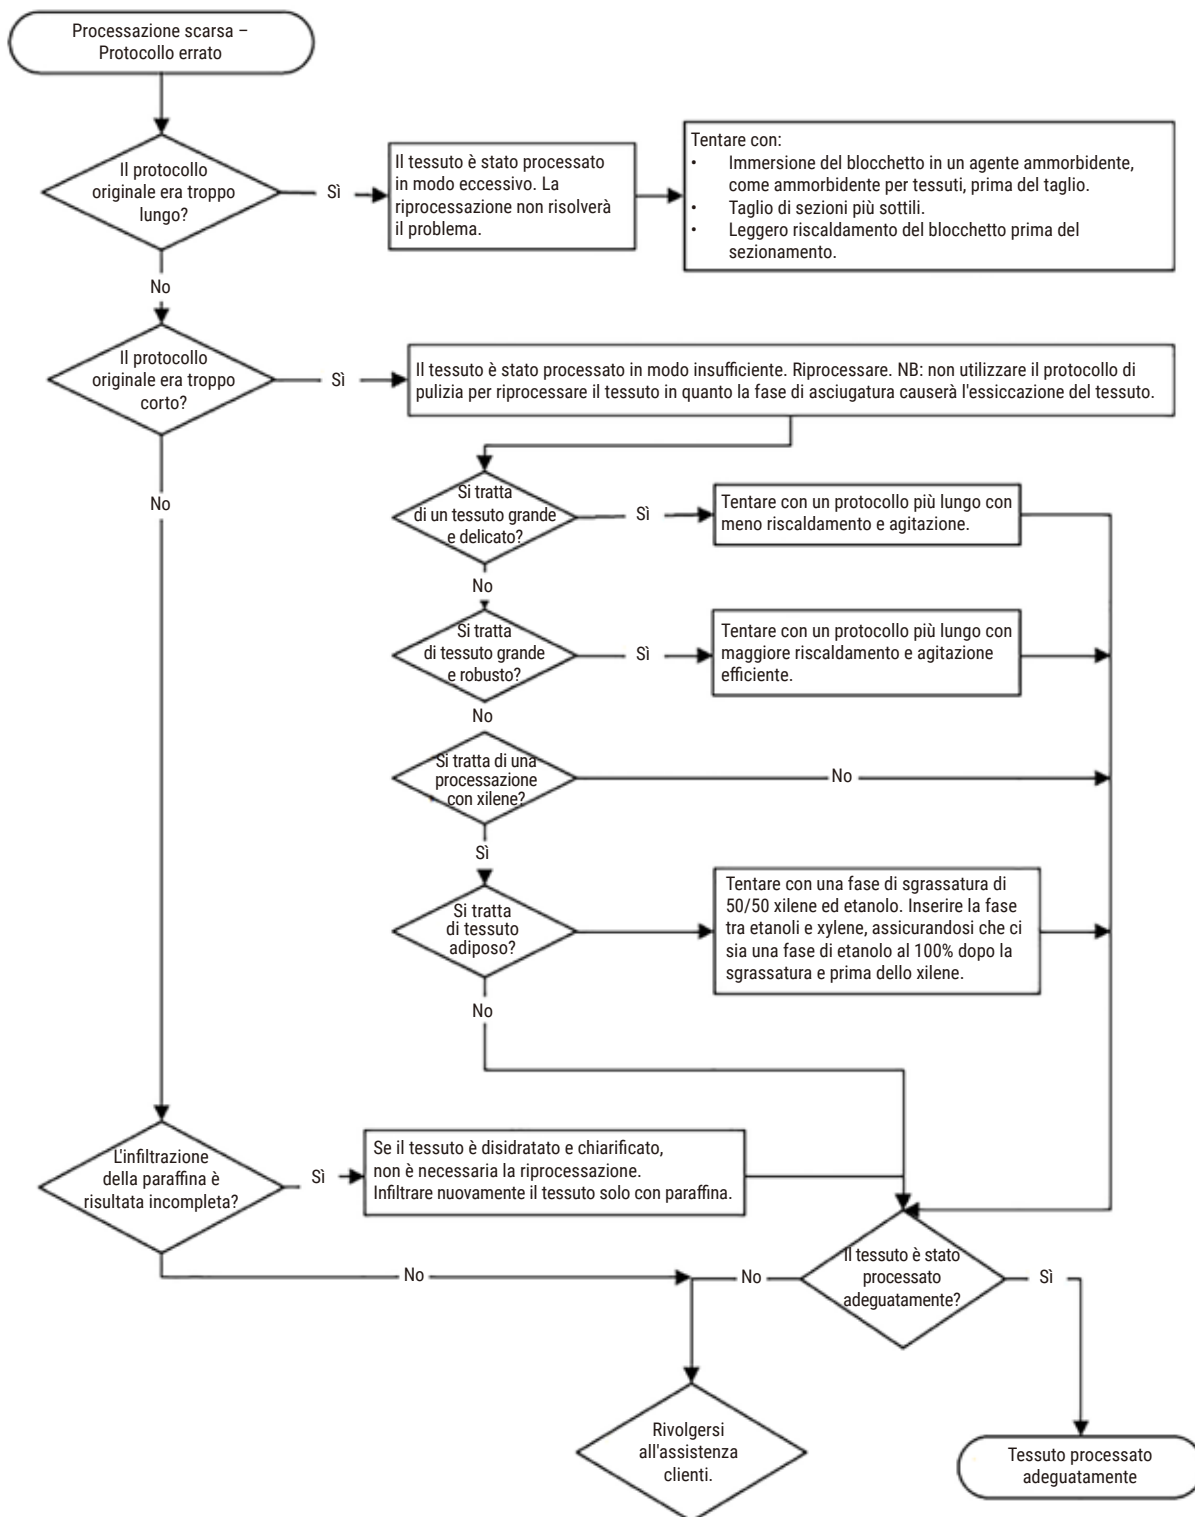 Processazione scarsa –
Protocollo errato
Il protocollo
originale era troppo
lungo?
Sì
Il tessuto è stato processato
in modo eccessivo. La
riprocessazione non risolverà
il problema.
Tentare con:
• Immersione del blocchetto in un agente ammorbidente,
come ammorbidente per tessuti, prima del taglio.
• Taglio di sezioni più sottili.
• Leggero riscaldamento del blocchetto prima del
sezionamento.
No
Il protocollo
originale era troppo
corto?
Sì
Il tessuto è stato processato in modo insufficiente. Riprocessare. NB: non utilizzare il protocollo di
pulizia per riprocessare il tessuto in quanto la fase di asciugatura causerà l'essiccazione del tessuto.
No
Si tratta
di un tessuto grande
e delicato?
Sì
Tentare con un protocollo più lungo con
meno riscaldamento e agitazione.
No
Si tratta
di tessuto grande
e robusto?
Sì
Tentare con un protocollo più lungo con
maggiore riscaldamento e agitazione
efficiente.
No
Si tratta di una
processazione
con xilene?
No
Sì
Si tratta
di tessuto
adiposo?
Tentare con una fase di sgrassatura di
50/50 xilene ed etanolo. Inserire la fase
tra etanoli e xylene, assicurandosi che ci
sia una fase di etanolo al 100% dopo la
sgrassatura e prima dello xilene.
No
L'infiltrazione
della paraffina è
risultata incompleta?
Sì
Se il tessuto è disidratato e chiarificato,
non è necessaria la riprocessazione.
Infiltrare nuovamente il tessuto solo con paraffina.
No
Il tessuto è stato
processato
adeguatamente?
No
Sì
Rivolgersi
all'assistenza
clienti.
Tessuto processato
adeguatamente